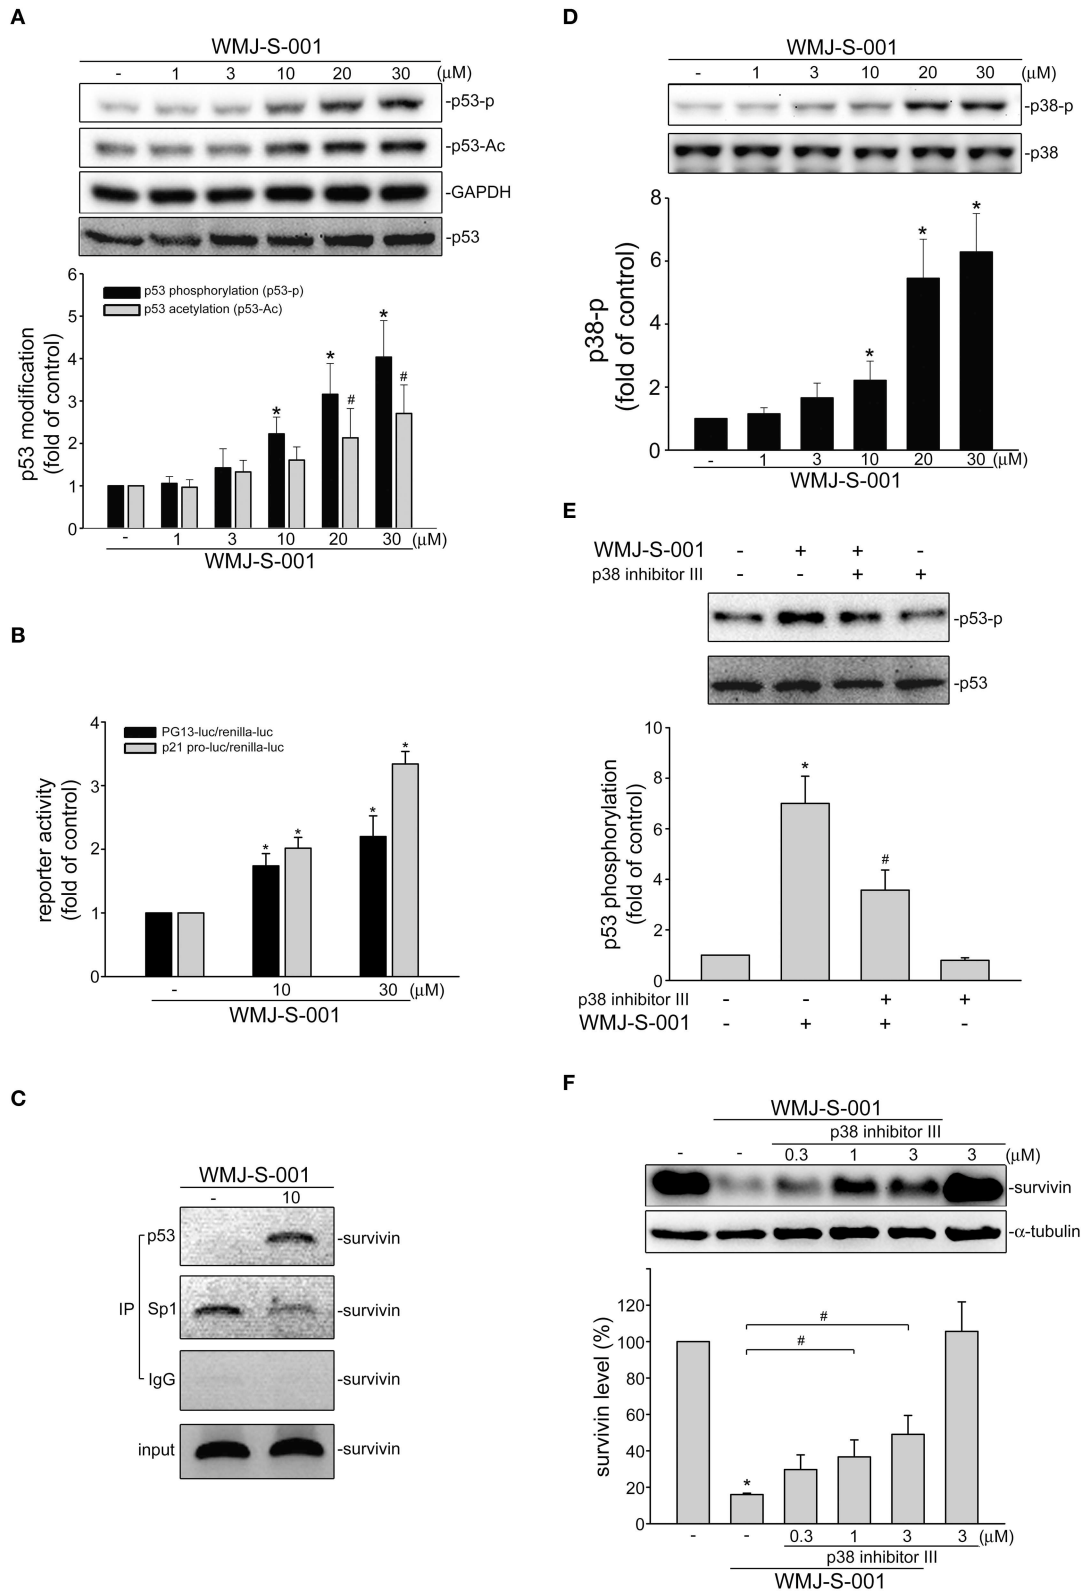 A
WMJ-S-001
- 1 3 10 20 30 (μM)
-p53-p
-p53-Ac
-GAPDH
-p53
6
5
4
3
2
1
0
p53 modification
(fold of control)
p53 phosphorylation (p53-p)
p53 acetylation (p53-Ac)
* * * # #
- 1 3 10 20 30 (μM)
WMJ-S-001
B
4
3
2
1
0
reporter activity
(fold of control)
PG13-luc/renilla-luc
p21 pro-luc/renilla-luc
* * * *
- 10 30 (μM)
WMJ-S-001
C
WMJ-S-001
- 10
IP
p53 -survivin
Sp1 -survivin
IgG -survivin
input -survivin
D
WMJ-S-001
- 1 3 10 20 30 (μM)
-p38-p
-p38
8
6
4
2
0
p38-p
(fold of control)
* * *
- 1 3 10 20 30 (μM)
WMJ-S-001
E
WMJ-S-001 - + + -
p38 inhibitor III - - + +
-p53-p
-p53
10
8
6
4
2
0
p53 phosphorylation
(fold of control)
* #
p38 inhibitor III - - + +
WMJ-S-001 - + + -
F
WMJ-S-001
p38 inhibitor III
- - 0.3 1 3 3 (μM)
-survivin
-α-tubulin
120
100
80
60
40
20
0
survivin level (%)
#
#
*
- - 0.3 1 3 3 (μM)
p38 inhibitor III
WMJ-S-001